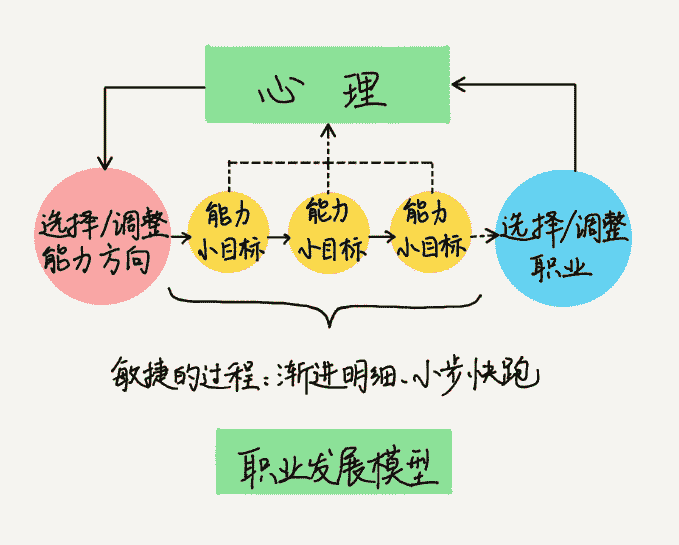 心 理
选择/调整
能力方向
能力
小目标
能力
小目标
能力
小目标
选择/调整
职业
敏捷的过程：渐进明细、小步快跑
职业发展模型